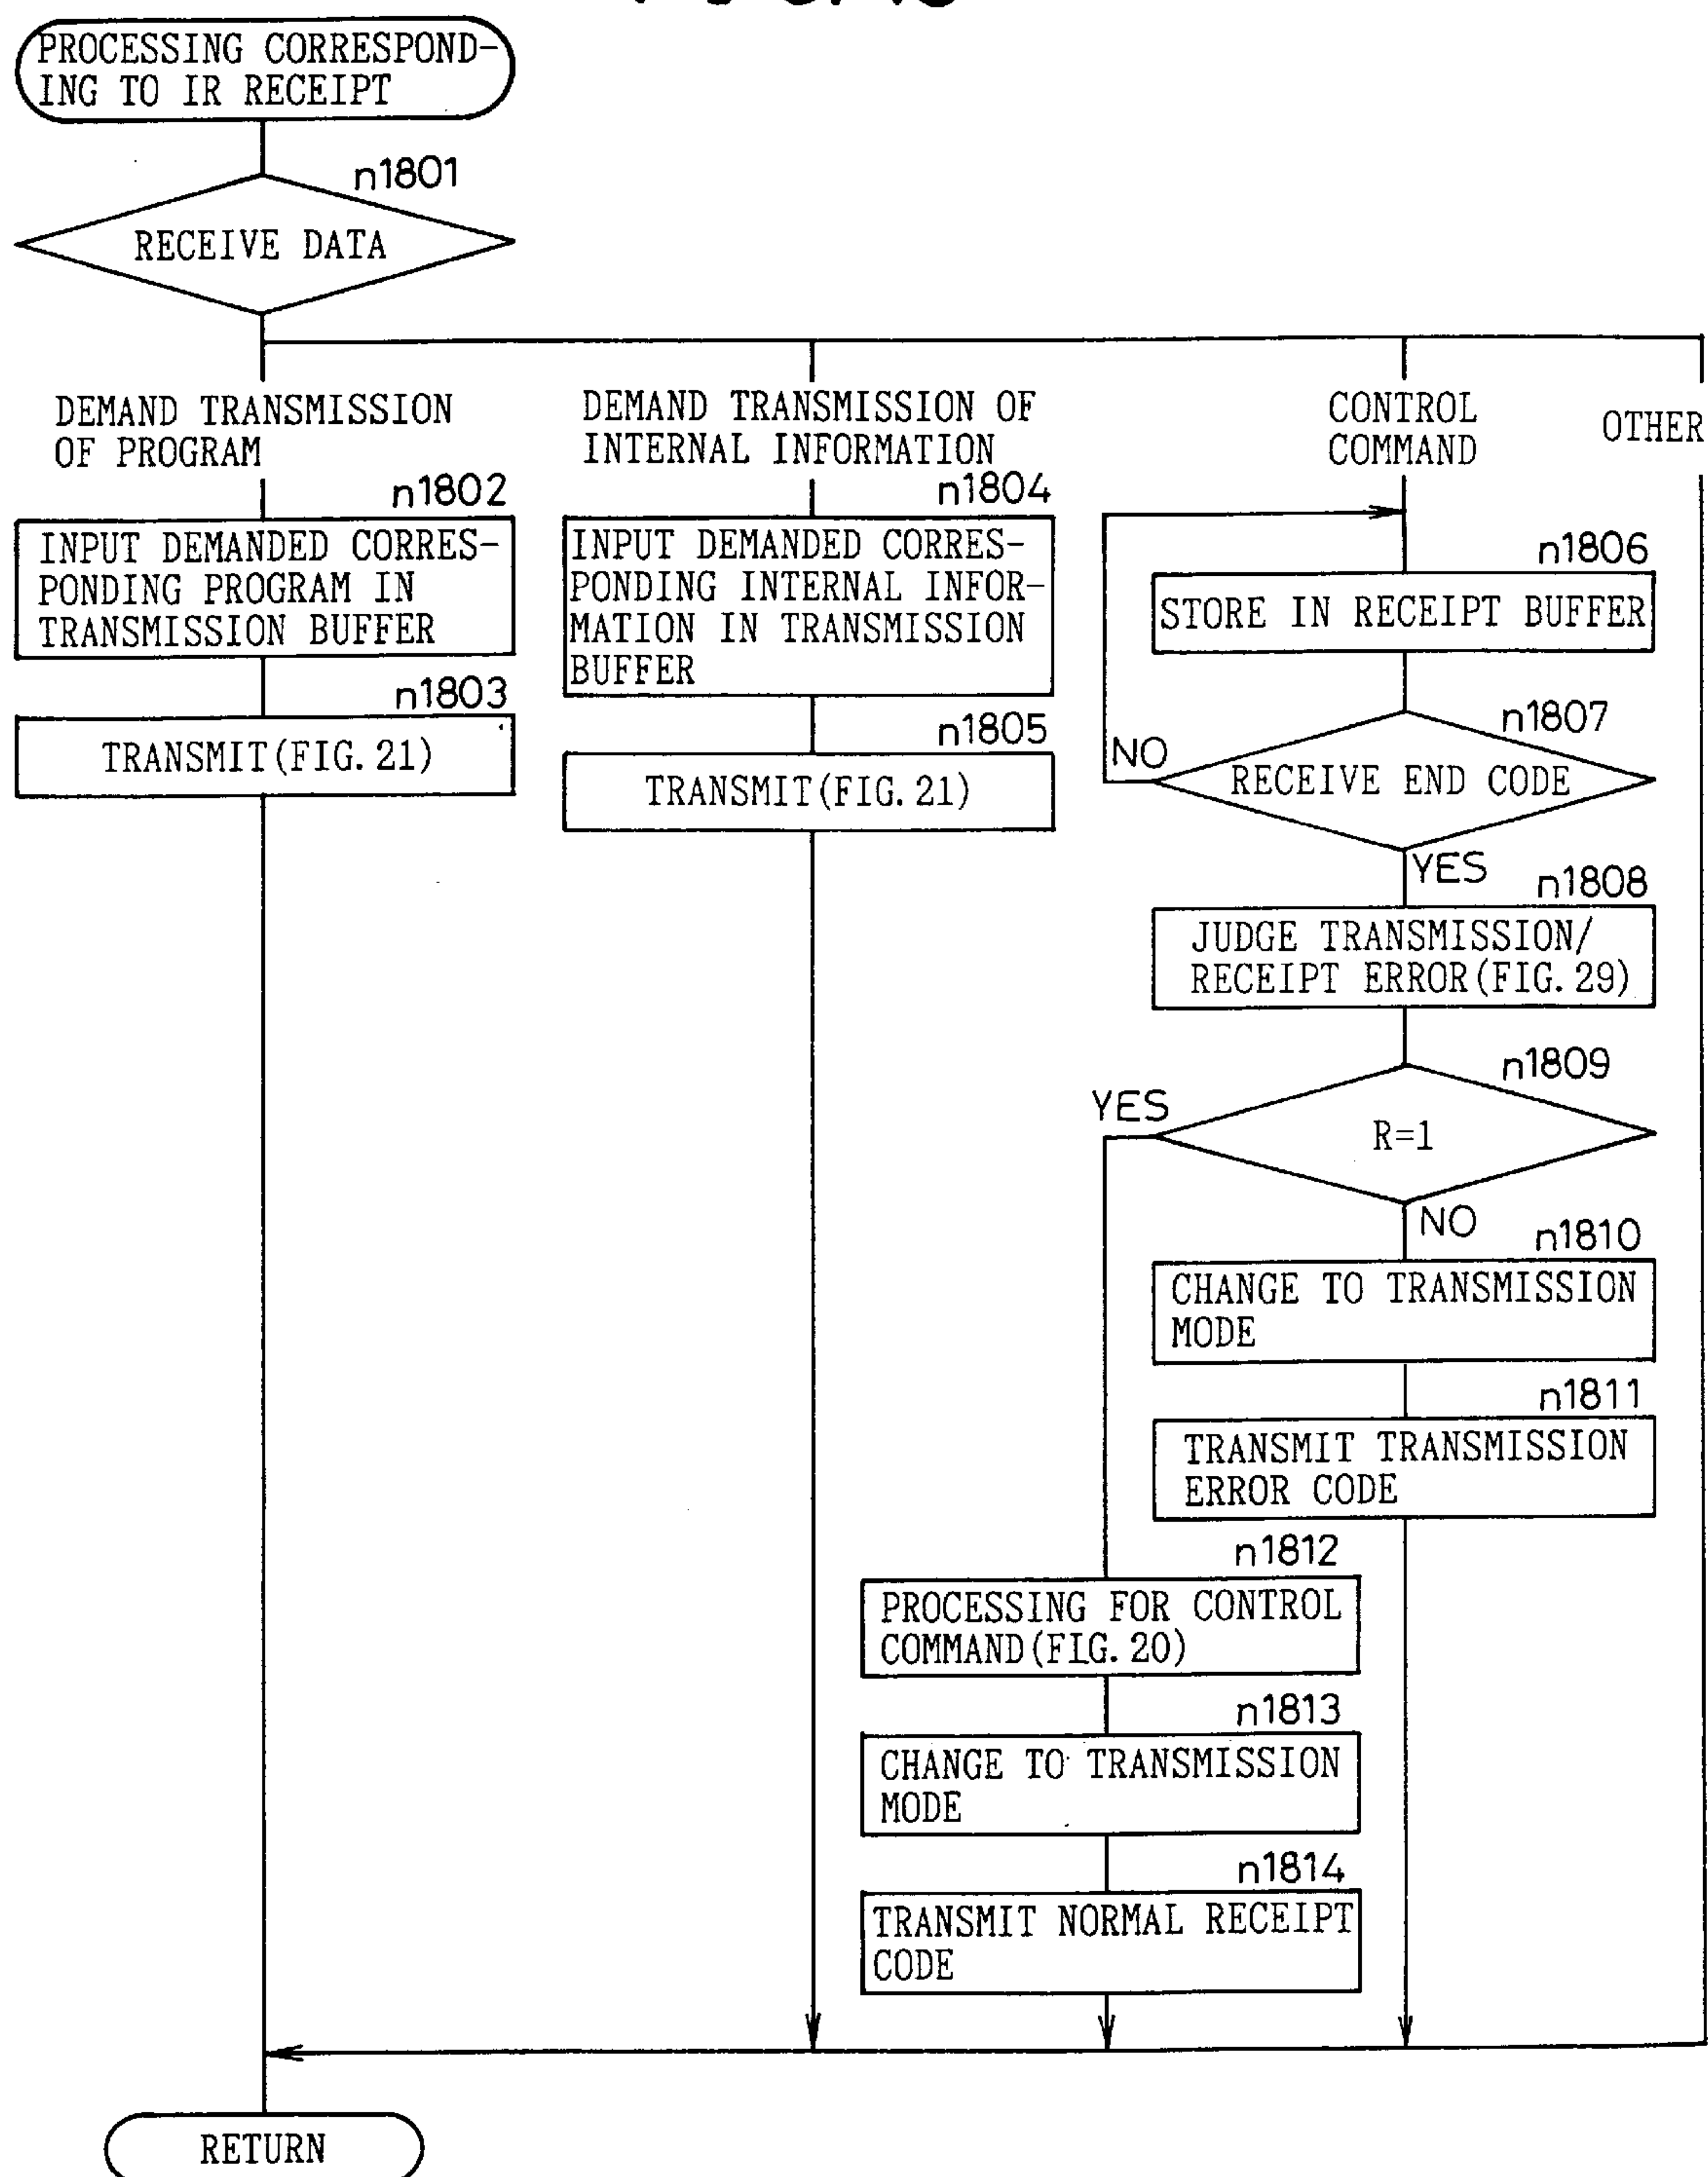 PROCESSING CORRESPOND-
ING TO IR RECEIPT
n1801
RECEIVE DATA
DEMAND TRANSMISSION
OF PROGRAM
DEMAND TRANSMISSION OF
INTERNAL INFORMATION
CONTROL
COMMAND
OTHER
n1802
INPUT DEMANDED CORRES-
PONDING PROGRAM IN
TRANSMISSION BUFFER
n1803
TRANSMIT(FIG. 21)
n1804
INPUT DEMANDED CORRES-
PONDING INTERNAL INFOR-
MATION IN TRANSMISSION
BUFFER
n1805
TRANSMIT(FIG. 21)
n1806
STORE IN RECEIPT BUFFER
n1807
NO
RECEIVE END CODE
YES
n1808
JUDGE TRANSMISSION/
RECEIPT ERROR(FIG. 29)
n1809
YES
R=1
NO
n1810
CHANGE TO TRANSMISSION
MODE
n1811
TRANSMIT TRANSMISSION
ERROR CODE
n1812
PROCESSING FOR CONTROL
COMMAND(FIG. 20)
n1813
CHANGE TO TRANSMISSION
MODE
n1814
TRANSMIT NORMAL RECEIPT
CODE
RETURN